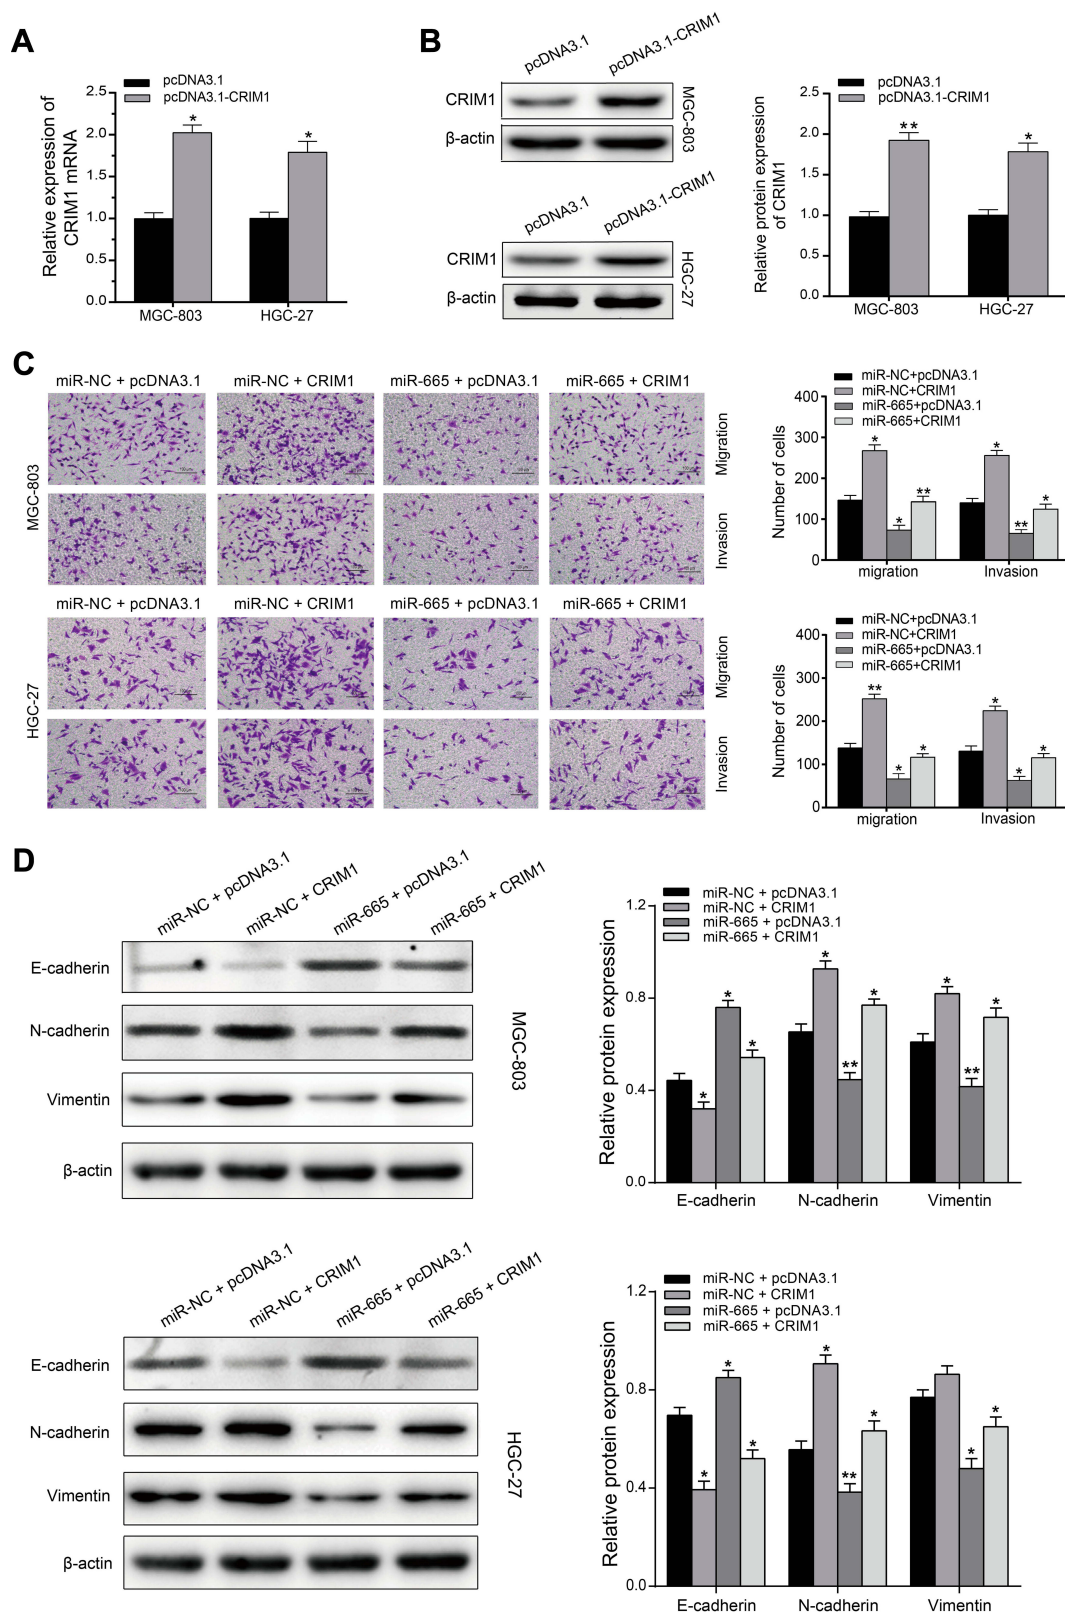 A
pcDNA3.1
pcDNA3.1-CRIM1
Relative expression of
CRIM1 mRNA
2.5
2.0
1.5
1.0
0.5
0.0
*
*
MGC-803
HGC-27
B
pcDNA3.1
pcDNA3.1-CRIM1
CRIM1
β-actin
MGC-803
pcDNA3.1
pcDNA3.1-CRIM1
CRIM1
β-actin
HGC-27
pcDNA3.1
pcDNA3.1-CRIM1
Relative protein expression
of CRIM1
2.5
2.0
1.5
1.0
0.5
0.0
**
*
MGC-803
HGC-27
C
miR-NC + pcDNA3.1
miR-NC + CRIM1
miR-665 + pcDNA3.1
miR-665 + CRIM1
MGC-803
Migration
Invasion
miR-NC + pcDNA3.1
miR-NC + CRIM1
miR-665 + pcDNA3.1
miR-665 + CRIM1
HGC-27
Migration
Invasion
miR-NC+pcDNA3.1
miR-NC+CRIM1
miR-665+pcDNA3.1
miR-665+CRIM1
Number of cells
400
300
200
100
0
*
*
**
*
**
*
migration
Invasion
miR-NC+pcDNA3.1
miR-NC+CRIM1
miR-665+pcDNA3.1
miR-665+CRIM1
Number of cells
400
300
200
100
0
**
*
*
*
*
*
migration
Invasion
D
miR-NC + pcDNA3.1
miR-NC + CRIM1
miR-665 + pcDNA3.1
miR-665 + CRIM1
E-cadherin
N-cadherin
Vimentin
β-actin
MGC-803
miR-NC + pcDNA3.1
miR-NC + CRIM1
miR-665 + pcDNA3.1
miR-665 + CRIM1
Relative protein expression
1.2
0.8
0.4
0.0
*
*
*
*
**
*
*
**
*
E-cadherin
N-cadherin
Vimentin
miR-NC + pcDNA3.1
miR-NC + CRIM1
miR-665 + pcDNA3.1
miR-665 + CRIM1
E-cadherin
N-cadherin
Vimentin
β-actin
HGC-27
miR-NC + pcDNA3.1
miR-NC + CRIM1
miR-665 + pcDNA3.1
miR-665 + CRIM1
Relative protein expression
1.2
0.8
0.4
0.0
*
*
*
*
**
*
*
*
E-cadherin
N-cadherin
Vimentin